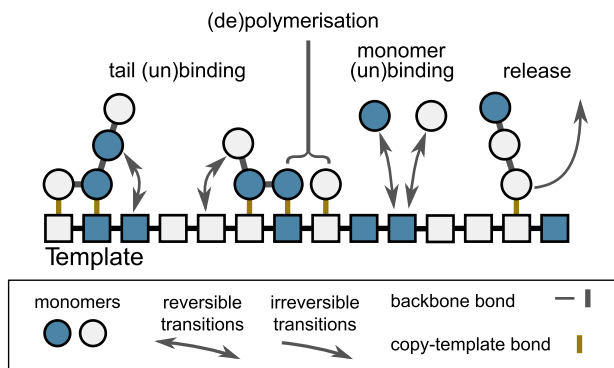 (de)polymerisation
tail (un)binding
monomer
(un)binding
release
Template
monomers
reversible
transitions
irreversible
transitions
backbone bond
copy-template bond